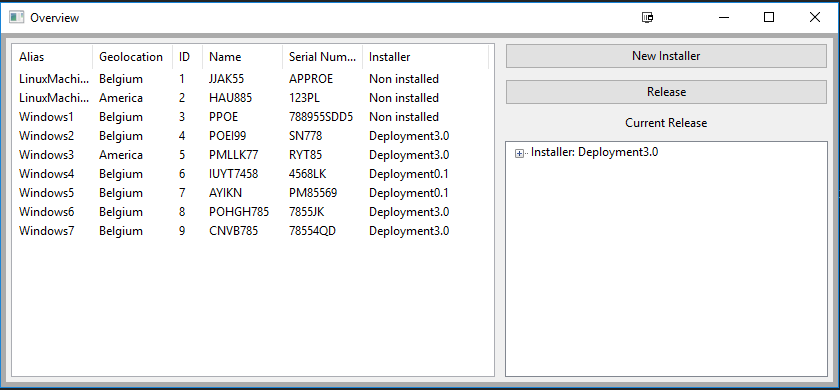 Overview
Alias Geolocation ID Name Serial Num... Installer
LinuxMachi... Belgium 1 JJAK55 APPROE Non installed
LinuxMachi... America 2 HAU885 123PL Non installed
Windows1 Belgium 3 PPOE 788955SDD5 Non installed
Windows2 Belgium 4 POEI99 SN778 Deployment3.0
Windows3 America 5 PMLLK77 RYT85 Deployment3.0
Windows4 Belgium 6 IUYT7458 4568LK Deployment0.1
Windows5 Belgium 7 AYIKN PM85569 Deployment0.1
Windows6 Belgium 8 POHGH785 7855JK Deployment3.0
Windows7 Belgium 9 CNVB785 78554QD Deployment3.0
New Installer
Release
Current Release
Installer: Deployment3.0